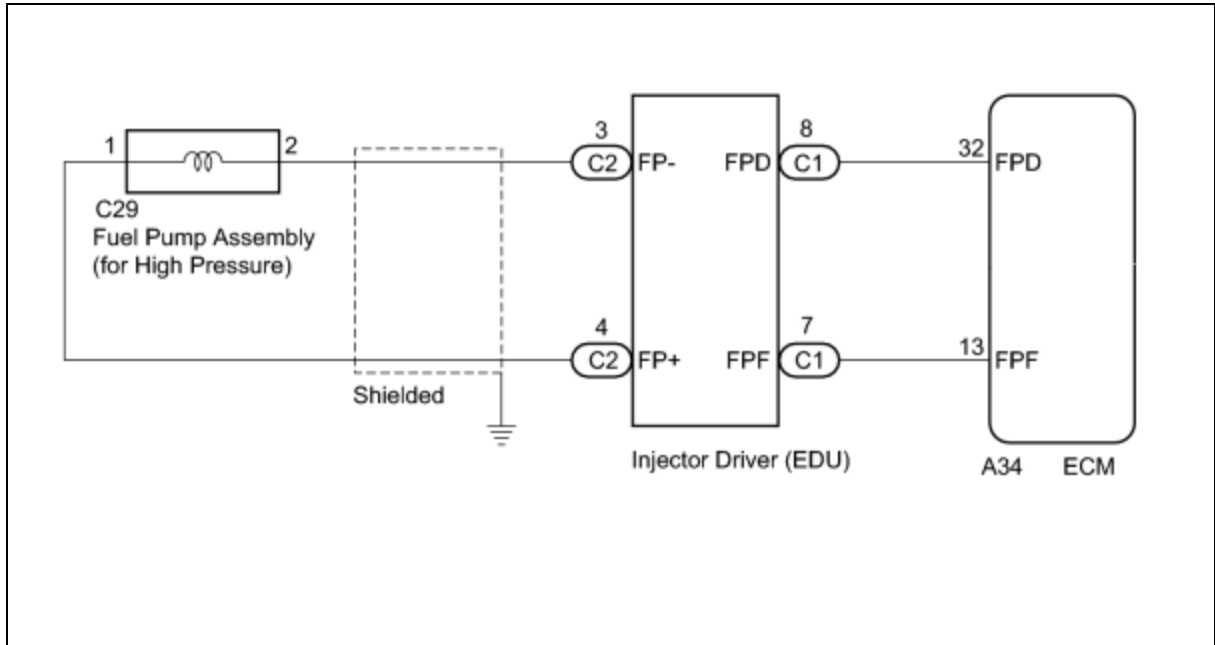 1
2
C29
Fuel Pump Assembly
(for High Pressure)
Shielded
3
C2
FP-
4
C2
FP+
FPD
8
C1
FPF
7
C1
Injector Driver (EDU)
32
FPD
13
FPF
A34 ECM